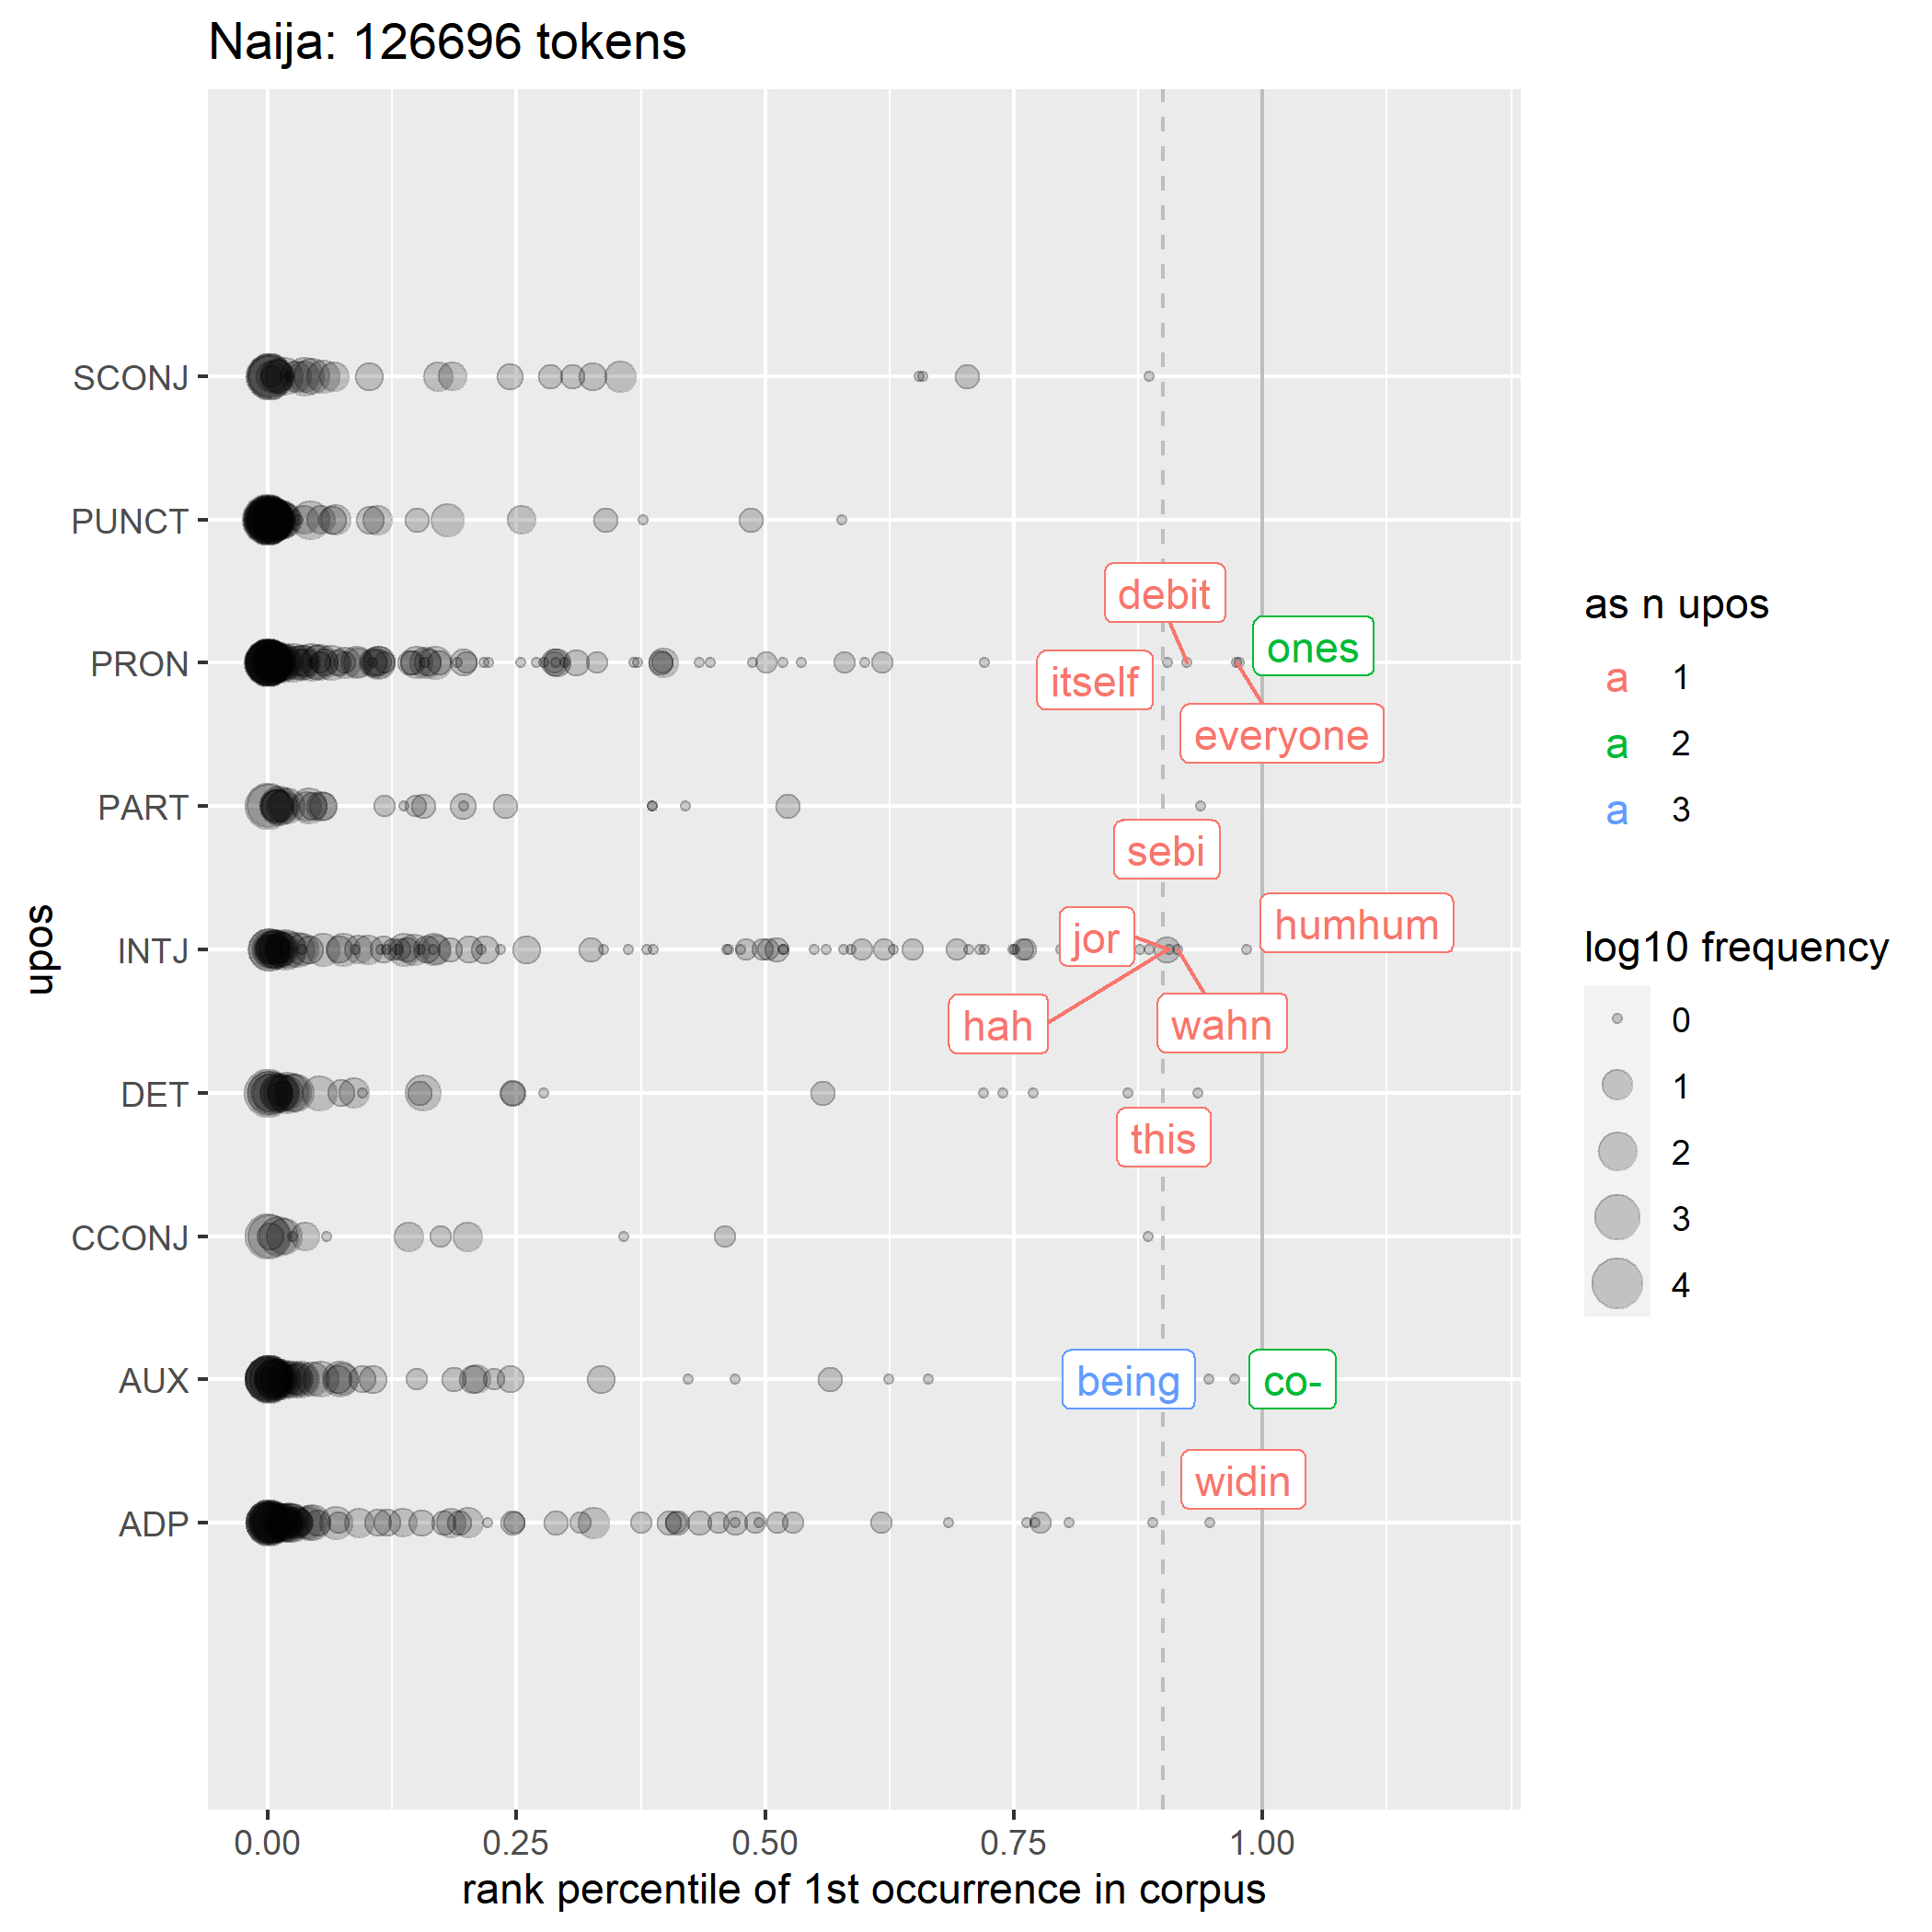 Naija: 126696 tokens
SCONJ
PUNCT
debit
ones
PRON
itself
everyone
PART
sebi
humhum
jor
INTJ
hah
wahn
DET
this
CCONJ
AUX
being
co-
widin
ADP
upos
0.00 0.25 0.50 0.75 1.00
rank percentile of 1st occurrence in corpus
as n upos
a 1
a 2
a 3
log10 frequency
0
1
2
3
4